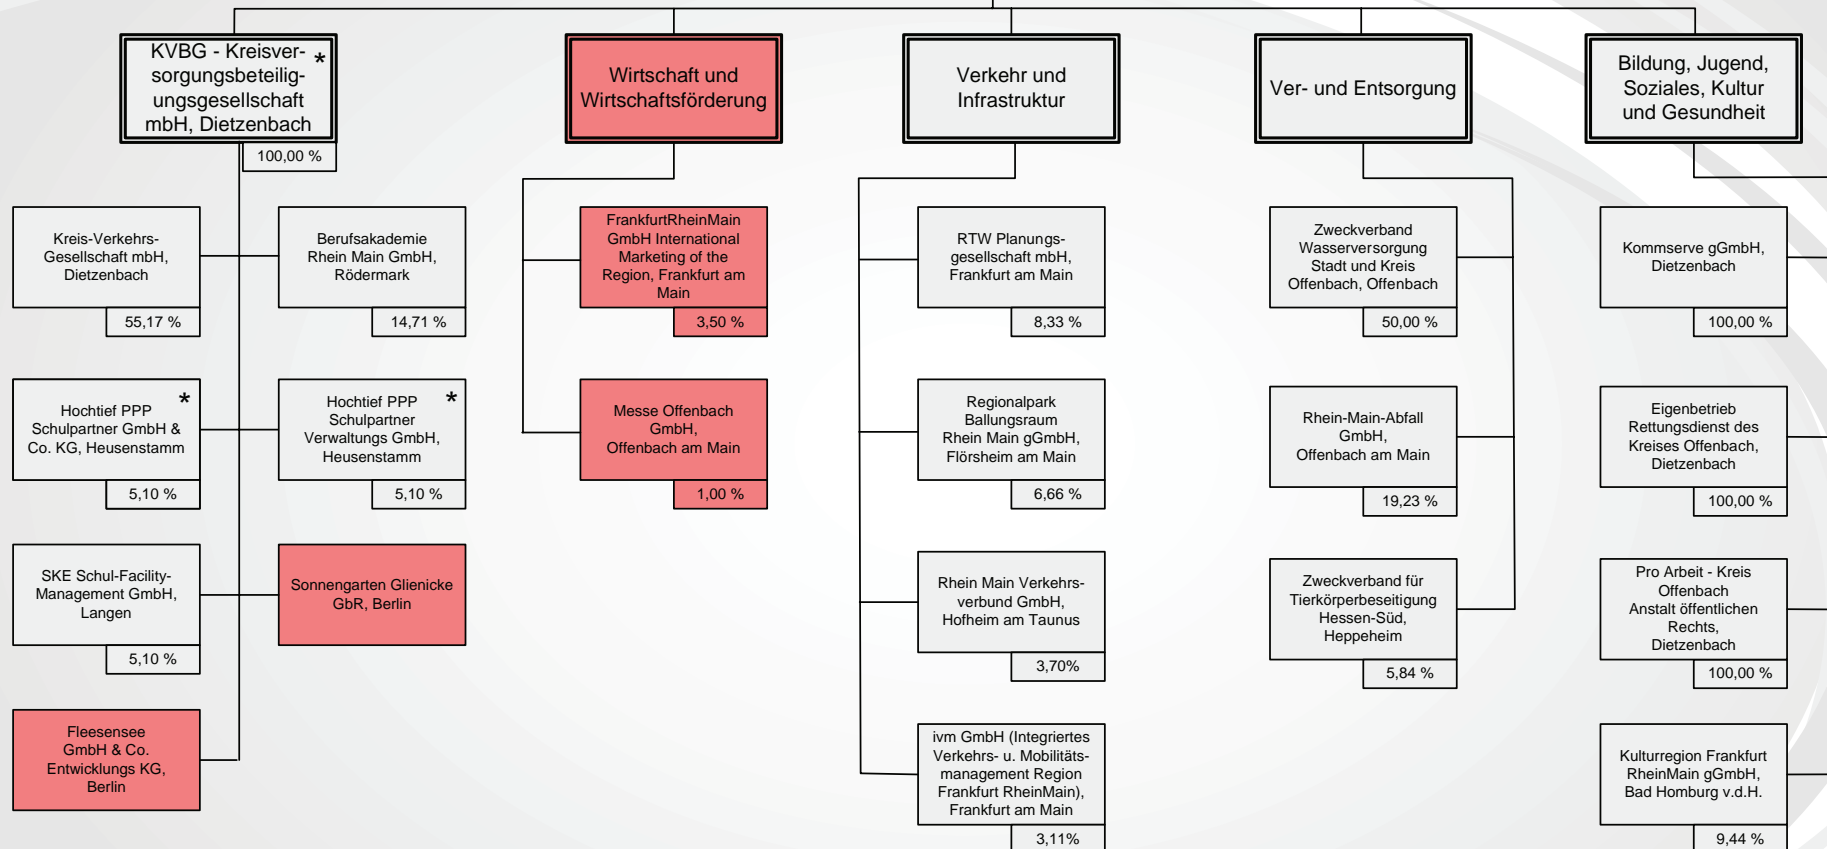 KVBG - Kreisver-
sorgungsbeteilig-
ungsgesellschaft
mbH, Dietzenbach
*
100,00 %
Kreis-Verkehrs-
Gesellschaft mbH,
Dietzenbach
55,17 %
Berufsakademie
Rhein Main GmbH,
Rödermark
14,71 %
Hochtief PPP
Schulpartner GmbH &
Co. KG, Heusenstamm
*
5,10 %
Hochtief PPP
Schulpartner
Verwaltungs GmbH,
Heusenstamm
*
5,10 %
SKE Schul-Facility-
Management GmbH,
Langen
5,10 %
Sonnengarten Glienicke
GbR, Berlin
Fleesensee
GmbH & Co.
Entwicklungs KG,
Berlin
Wirtschaft und
Wirtschaftsförderung
FrankfurtRheinMain
GmbH International
Marketing of the
Region, Frankfurt am
Main
3,50 %
Messe Offenbach
GmbH,
Offenbach am Main
1,00 %
Verkehr und
Infrastruktur
RTW Planungs-
gesellschaft mbH,
Frankfurt am Main
8,33 %
Regionalpark
Ballungsraum
Rhein Main gGmbH,
Flörsheim am Main
6,66 %
Rhein Main Verkehrs-
verbund GmbH,
Hofheim am Taunus
3,70%
ivm GmbH (Integriertes
Verkehrs- u. Mobilitäts-
management Region
Frankfurt RheinMain),
Frankfurt am Main
3,11%
Ver- und Entsorgung
Zweckverband
Wasserversorgung
Stadt und Kreis
Offenbach, Offenbach
50,00 %
Rhein-Main-Abfall
GmbH,
Offenbach am Main
19,23 %
Zweckverband für
Tierkörperbeseitigung
Hessen-Süd,
Heppeheim
5,84 %
Bildung, Jugend,
Soziales, Kultur
und Gesundheit
Kommserve gGmbH,
Dietzenbach
100,00 %
Eigenbetrieb
Rettungsdienst des
Kreises Offenbach,
Dietzenbach
100,00 %
Pro Arbeit - Kreis
Offenbach
Anstalt öffentlichen
Rechts,
Dietzenbach
100,00 %
Kulturregion Frankfurt
RheinMain gGmbH,
Bad Homburg v.d.H.
9,44 %